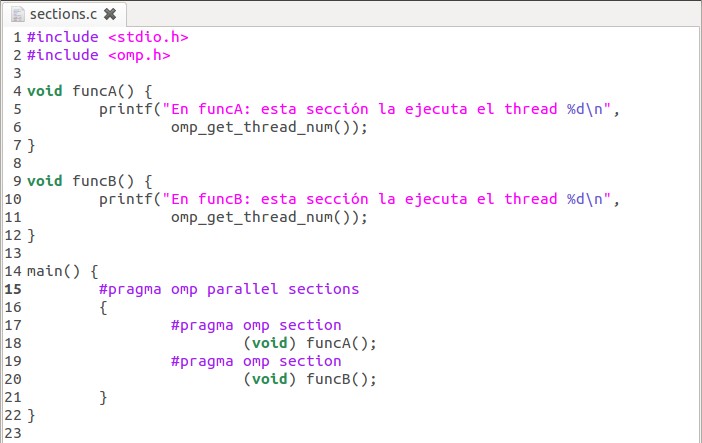 sections.c
1 #include <stdio.h>
2 #include <omp.h>
3
4 void funcA() {
5         printf("En funcA: esta sección la ejecuta el thread %d\n",
6                 omp_get_thread_num());
7 }
8
9 void funcB() {
10         printf("En funcB: esta sección la ejecuta el thread %d\n",
11                 omp_get_thread_num());
12 }
13
14 main() {
15         #pragma omp parallel sections
16         {
17                 #pragma omp section
18                         (void) funcA();
19                 #pragma omp section
20                         (void) funcB();
21         }
22 }
23